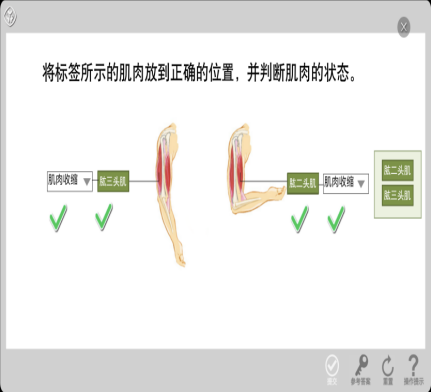 将标签所示的肌肉放到正确的位置，并判断肌肉的状态。
肌肉收缩 肱三头肌
肱二头肌 肌肉收缩
肱二头肌
肱三头肌
提交 参考答案 重置 操作提示